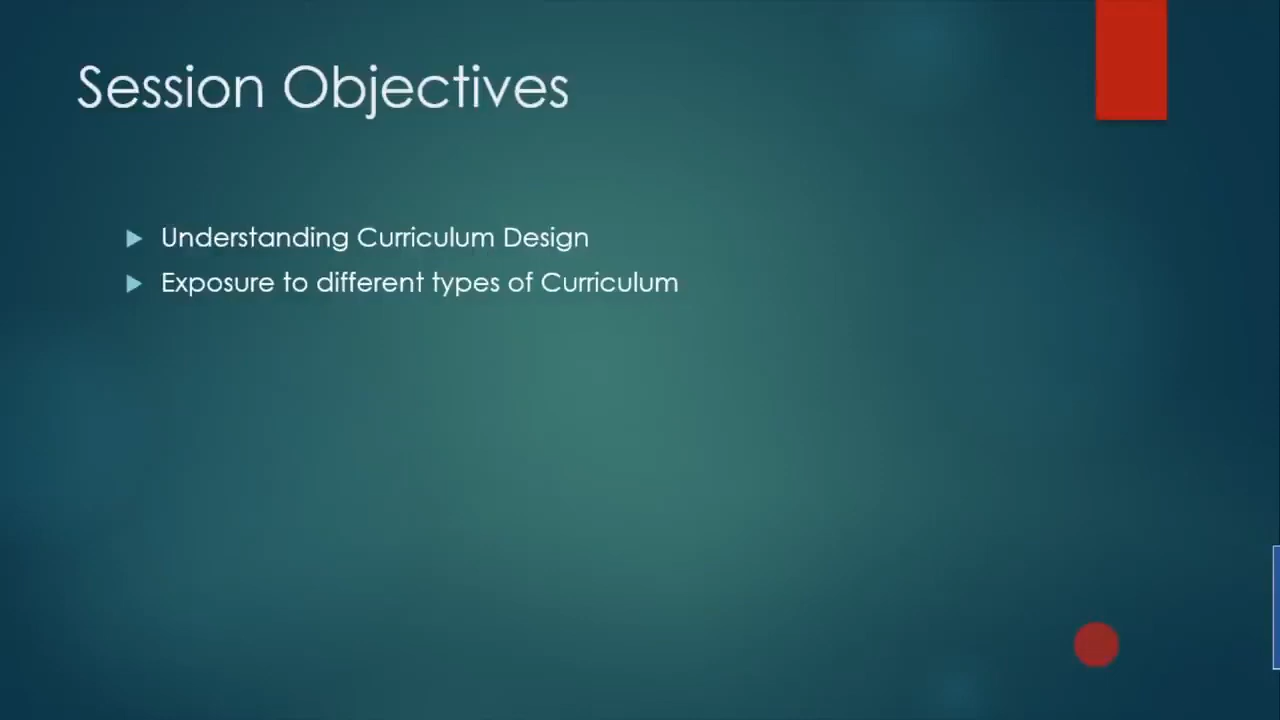 Session Objectives
Understanding Curriculum Design
Exposure to different types of Curriculum